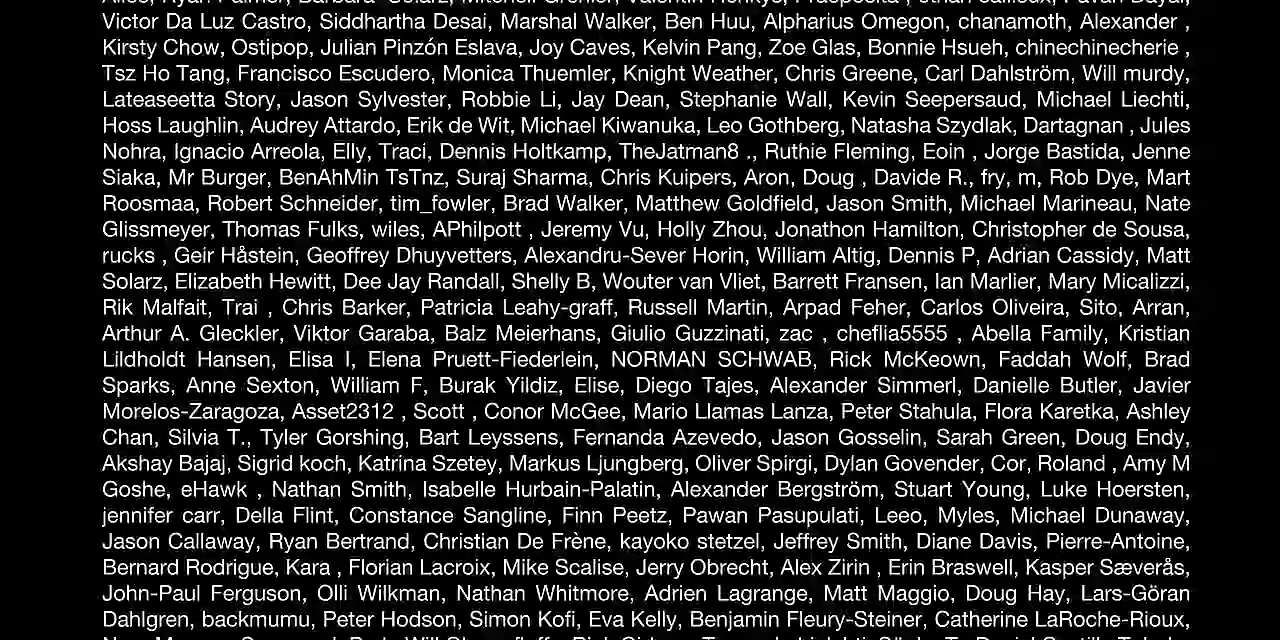 Victor Da Luz Castro, Siddhartha Desai, Marshal Walker, Ben Huu, Alpharius Omegon, chanamoth, Alexander ,
Kirsty Chow, Ostipop, Julian Pinzón Eslava, Joy Caves, Kelvin Pang, Zoe Glas, Bonnie Hsueh, chinechinecherie ,
Tsz Ho Tang, Francisco Escudero, Monica Thuemler, Knight Weather, Chris Greene, Carl Dahlström, Will murdy,
Lateaseetta Story, Jason Sylvester, Robbie Li, Jay Dean, Stephanie Wall, Kevin Seepersaud, Michael Liechti,
Hoss Laughlin, Audrey Attardo, Erik de Wit, Michael Kiwanuka, Leo Gothberg, Natasha Szydlak, Dartagnan , Jules
Nohra, Ignacio Arreola, Elly, Traci, Dennis Holtkamp, TheJatman8 ., Ruthie Fleming, Eoin , Jorge Bastida, Jenne
Siaka, Mr Burger, BenAhMin TsTnz, Suraj Sharma, Chris Kuipers, Aron, Doug , Davide R., fry, m, Rob Dye, Mart
Roosmaa, Robert Schneider, tim_fowler, Brad Walker, Matthew Goldfield, Jason Smith, Michael Marineau, Nate
Glissmeyer, Thomas Fulks, wiles, APhilpott , Jeremy Vu, Holly Zhou, Jonathon Hamilton, Christopher de Sousa,
rucks , Geir Håstein, Geoffrey Dhuyvetters, Alexandru-Sever Horin, William Altig, Dennis P, Adrian Cassidy, Matt
Solarz, Elizabeth Hewitt, Dee Jay Randall, Shelly B, Wouter van Vliet, Barrett Fransen, Ian Marlier, Mary Micalizzi,
Rik Malfait, Trai , Chris Barker, Patricia Leahy-graff, Russell Martin, Arpad Feher, Carlos Oliveira, Sito, Arran,
Arthur A. Gleckler, Viktor Garaba, Balz Meierhans, Giulio Guzzinati, zac , cheflia5555 , Abella Family, Kristian
Lildholdt Hansen, Elisa I, Elena Pruett-Fiederlein, NORMAN SCHWAB, Rick McKeown, Faddah Wolf, Brad
Sparks, Anne Sexton, William F, Burak Yildiz, Elise, Diego Tajes, Alexander Simmerl, Danielle Butler, Javier
Morelos-Zaragoza, Asset2312 , Scott , Conor McGee, Mario Llamas Lanza, Peter Stahula, Flora Karetka, Ashley
Chan, Silvia T., Tyler Gorshing, Bart Leyssens, Fernanda Azevedo, Jason Gosselin, Sarah Green, Doug Endy,
Akshay Bajaj, Sigrid koch, Katrina Szetey, Markus Ljungberg, Oliver Spirgi, Dylan Govender, Cor, Roland , Amy M
Goshe, eHawk , Nathan Smith, Isabelle Hurbain-Palatin, Alexander Bergström, Stuart Young, Luke Hoersten,
jennifer carr, Della Flint, Constance Sangline, Finn Peetz, Pawan Pasupulati, Leeo, Myles, Michael Dunaway,
Jason Callaway, Ryan Bertrand, Christian De Frène, kayoko stetzel, Jeffrey Smith, Diane Davis, Pierre-Antoine,
Bernard Rodrigue, Kara , Florian Lacroix, Mike Scalise, Jerry Obrecht, Alex Zirin , Erin Braswell, Kasper Sæverås,
John-Paul Ferguson, Olli Wilkman, Nathan Whitmore, Adrien Lagrange, Matt Maggio, Doug Hay, Lars-Göran
Dahlgren, backmumu, Peter Hodson, Simon Kofi, Eva Kelly, Benjamin Fleury-Steiner, Catherine LaRoche-Rioux,